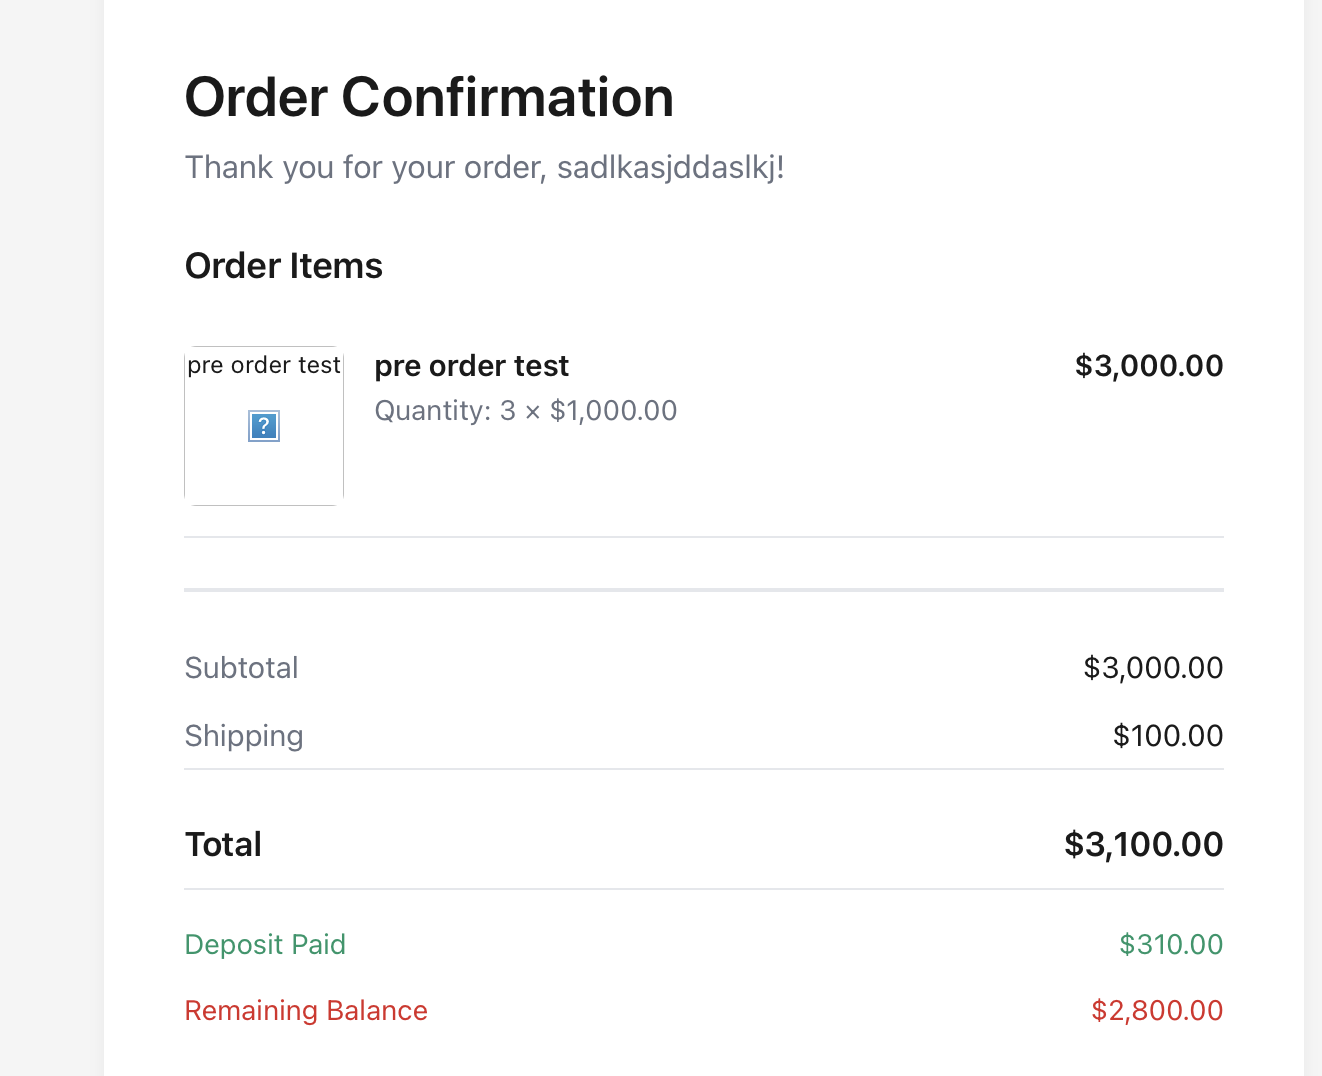 Order Confirmation
Thank you for your order, sadlkasjddaslkj!
Order Items
pre order test
?
pre order test
$3,000.00
Quantity: 3 × $1,000.00
Subtotal
$3,000.00
Shipping
$100.00
Total
$3,100.00
Deposit Paid
$310.00
Remaining Balance
$2,800.00